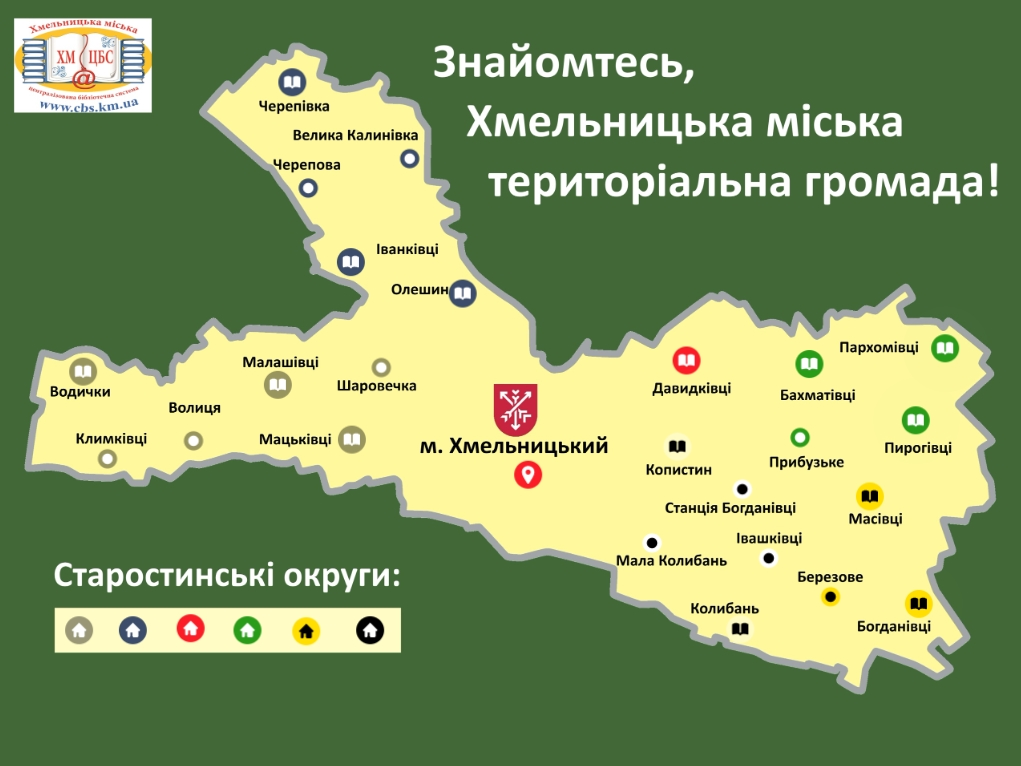 Хмельницька міська
ХМ ЦБС
@
централізована бібліотечна система
www.cbs.km.ua
Знайомтесь,
Хмельницька міська
територіальна громада!
Черепівка
Велика Калинівка
Черепова
Іванківці
Олешин
Малашівці
Шаровечка
Водички
Волиця
Климківці
Мацьківці
м. Хмельницький
Давидківці
Пархомівці
Бахматівці
Пирогівці
Копистин
Прибузьке
Станція Богданівці
Масівці
Івашківці
Мала Колибань
Березове
Колибань
Богданівці
Старостинські округи: